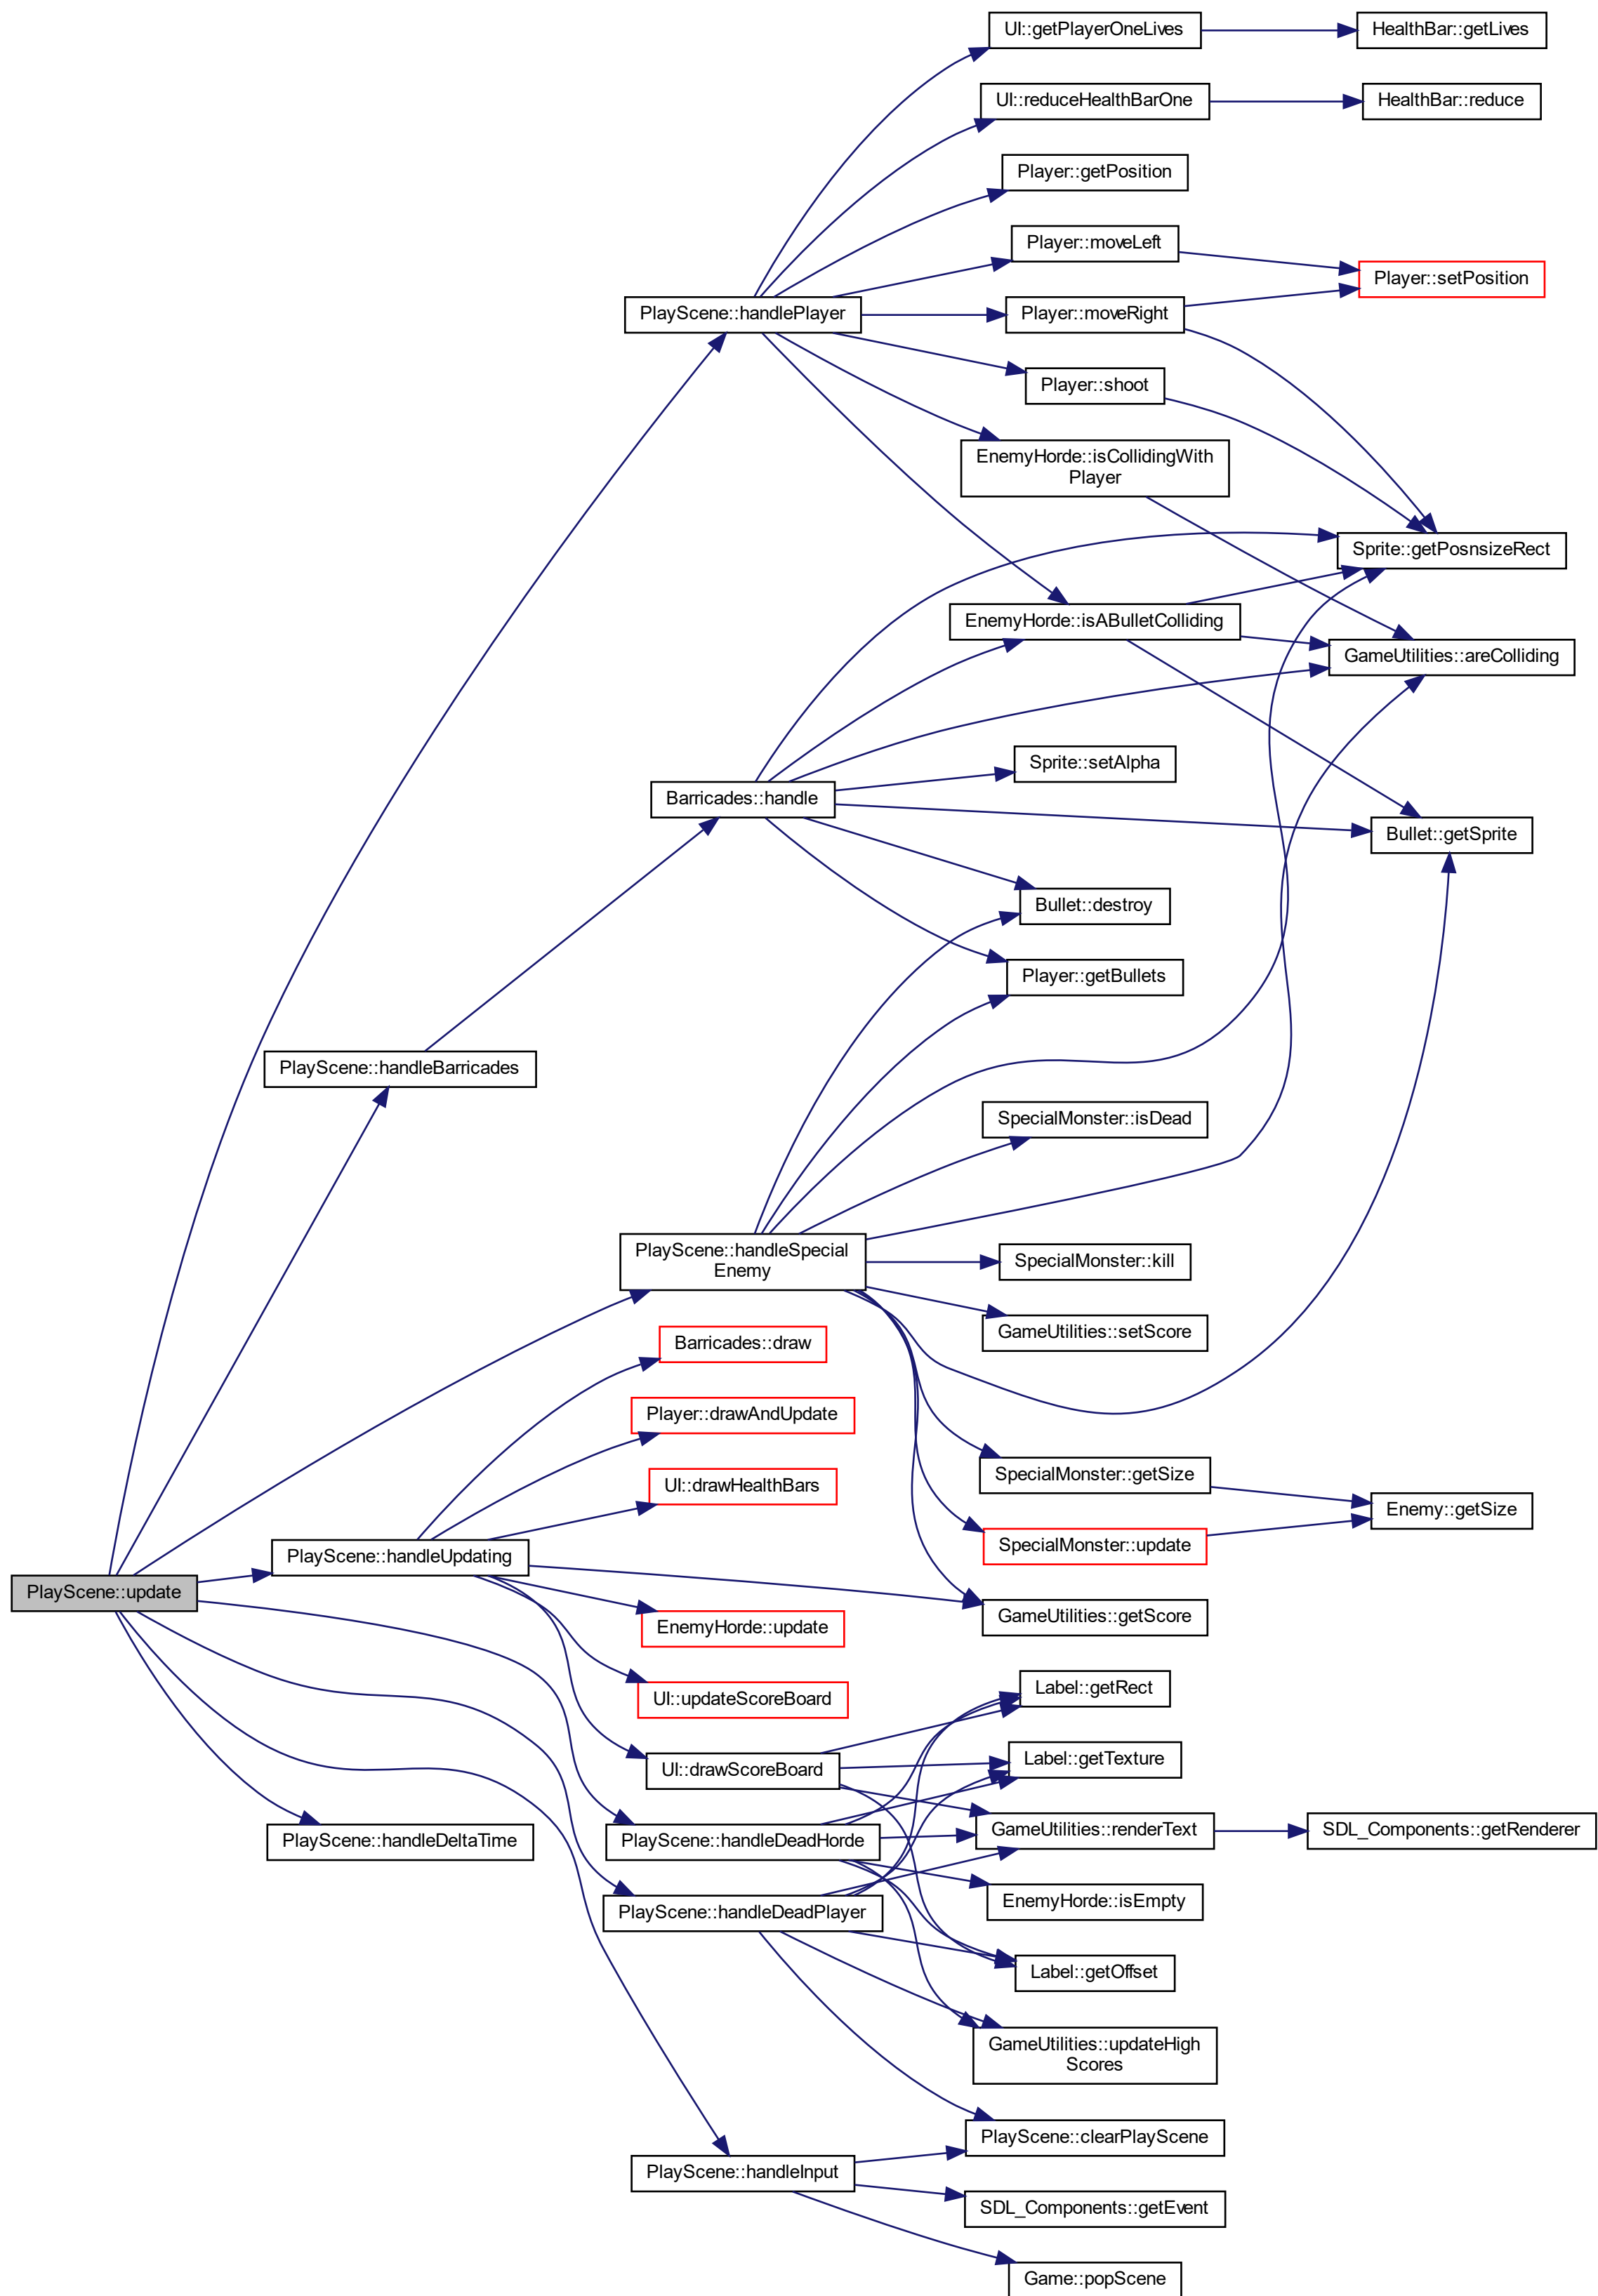 UI::getPlayerOneLives
HealthBar::getLives
UI::reduceHealthBarOne
HealthBar::reduce
Player::getPosition
Player::moveLeft
Player::setPosition
PlayScene::handlePlayer
Player::moveRight
Player::shoot
EnemyHorde::isCollidingWith
Player
Sprite::getPosnsizeRect
EnemyHorde::isABulletColliding
GameUtilities::areColliding
Sprite::setAlpha
Barricades::handle
Bullet::getSprite
Bullet::destroy
Player::getBullets
PlayScene::handleBarricades
SpecialMonster::isDead
PlayScene::handleSpecial
Enemy
SpecialMonster::kill
GameUtilities::setScore
Barricades::draw
Player::drawAndUpdate
UI::drawHealthBars
SpecialMonster::getSize
Enemy::getSize
PlayScene::handleUpdating
SpecialMonster::update
PlayScene::update
GameUtilities::getScore
EnemyHorde::update
UI::updateScoreBoard
Label::getRect
UI::drawScoreBoard
Label::getTexture
PlayScene::handleDeltaTime
PlayScene::handleDeadHorde
GameUtilities::renderText
SDL_Components::getRenderer
EnemyHorde::isEmpty
PlayScene::handleDeadPlayer
Label::getOffset
GameUtilities::updateHigh
Scores
PlayScene::clearPlayScene
PlayScene::handleInput
SDL_Components::getEvent
Game::popScene